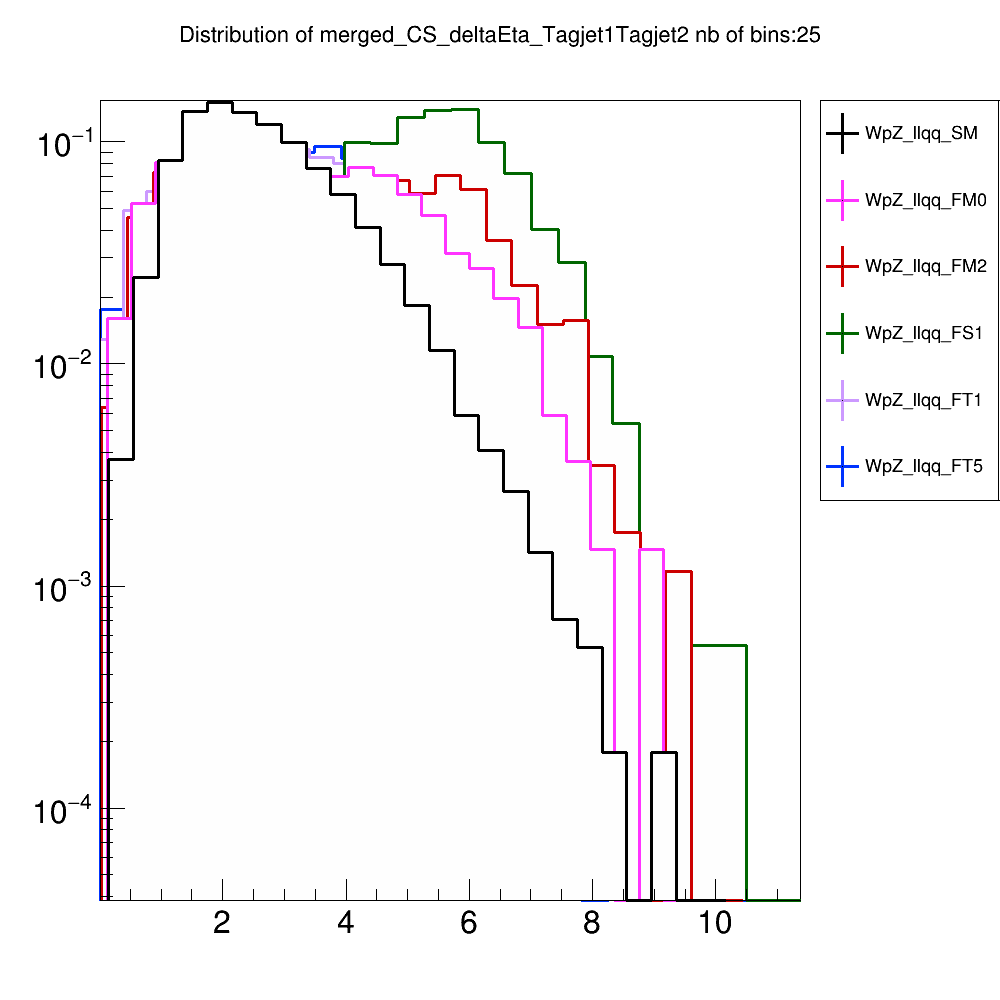 Distribution of merged_CS_deltaEta_Tagjet1Tagjet2 nb of bins:25
WpZ_llqq_SM
WpZ_llqq_FM0
WpZ_llqq_FM2
WpZ_llqq_FS1
WpZ_llqq_FT1
WpZ_llqq_FT5
10⁻¹
10⁻²
10⁻³
10⁻⁴
2 4 6 8 10